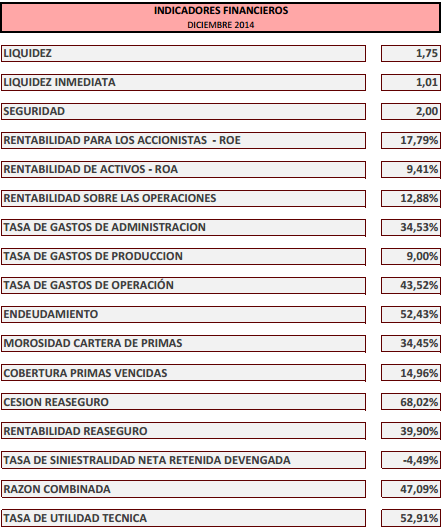 INDICADORES FINANCIEROS
DICIEMBRE 2014
LIQUIDEZ 1,75
LIQUIDEZ INMEDIATA 1,01
SEGURIDAD 2,00
RENTABILIDAD PARA LOS ACCIONISTAS - ROE 17,79%
RENTABILIDAD DE ACTIVOS - ROA 9,41%
RENTABILIDAD SOBRE LAS OPERACIONES 12,88%
TASA DE GASTOS DE ADMINISTRACION 34,53%
TASA DE GASTOS DE PRODUCCION 9,00%
TASA DE GASTOS DE OPERACIÓN 43,52%
ENDEUDAMIENTO 52,43%
MOROSIDAD CARTERA DE PRIMAS 34,45%
COBERTURA PRIMAS VENCIDAS 14,96%
CESION REASEGURO 68,02%
RENTABILIDAD REASEGURO 39,90%
TASA DE SINIESTRALIDAD NETA RETENIDA DEVENGADA -4,49%
RAZON COMBINADA 47,09%
TASA DE UTILIDAD TECNICA 52,91%